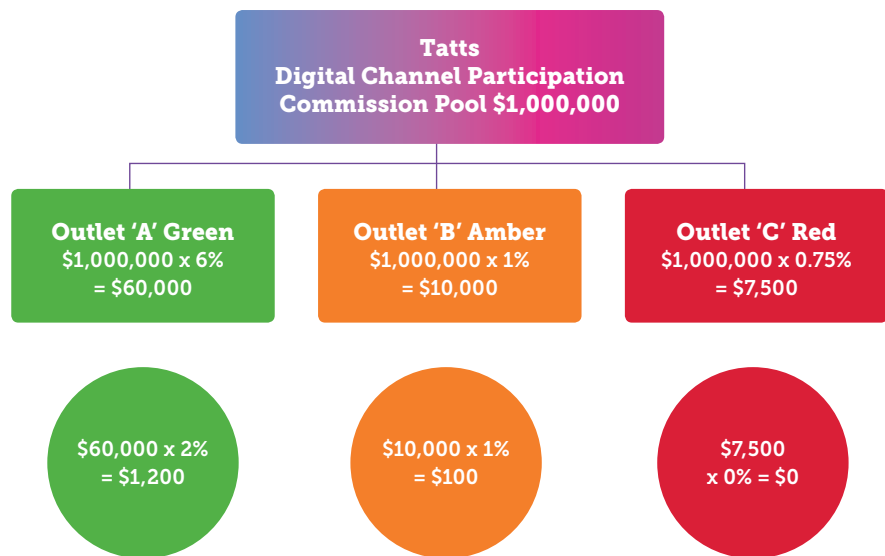 Tatts
Digital Channel Participation
Commission Pool $1,000,000
Outlet ‘A’ Green
$1,000,000 x 6%
= $60,000
Outlet ‘B’ Amber
$1,000,000 x 1%
= $10,000
Outlet ‘C’ Red
$1,000,000 x 0.75%
= $7,500
$60,000 x 2%
= $1,200
$10,000 x 1%
= $100
$7,500
x 0% = $0